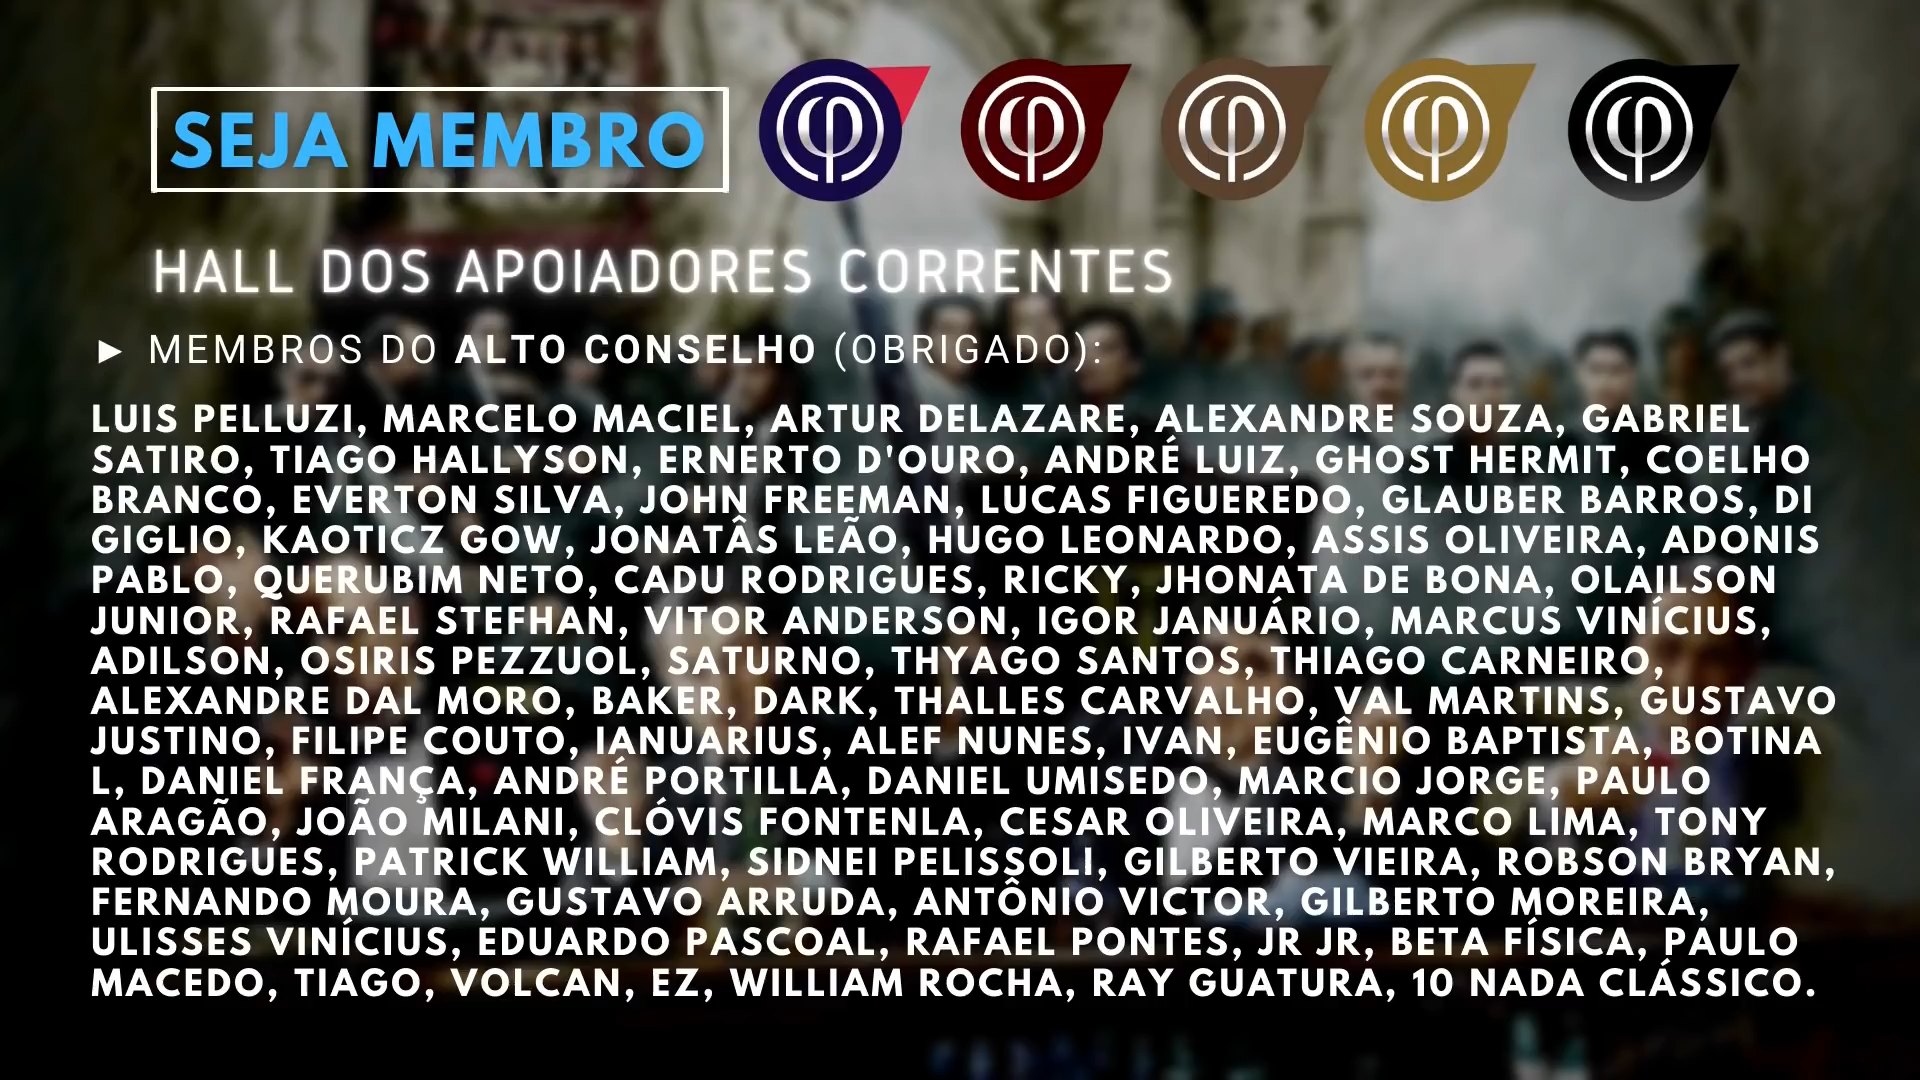 SEJA MEMBRO
HALL DOS APOIADORES CORRENTES
► MEMBROS DO ALTO CONSELHO (OBRIGADO):
LUIS PELLUZI, MARCELO MACIEL, ARTUR DELAZARE, ALEXANDRE SOUZA, GABRIEL
SATIRO, TIAGO HALLYSON, ERNERTO D'OURO, ANDRÉ LUIZ, GHOST HERMIT, COELHO
BRANCO, EVERTON SILVA, JOHN FREEMAN, LUCAS FIGUEREDO, GLAUBER BARROS, DI
GIGLIO, KAOTICZ GOW, JONATÂS LEÃO, HUGO LEONARDO, ASSIS OLIVEIRA, ADONIS
PABLO, QUERUBIM NETO, CADU RODRIGUES, RICKY, JHONATA DE BONA, OLAILSON
JUNIOR, RAFAEL STEFHAN, VITOR ANDERSON, IGOR JANUÁRIO, MARCUS VINÍCIUS,
ADILSON, OSIRIS PEZZUOL, SATURNO, THYAGO SANTOS, THIAGO CARNEIRO,
ALEXANDRE DAL MORO, BAKER, DARK, THALLES CARVALHO, VAL MARTINS, GUSTAVO
JUSTINO, FILIPE COUTO, IANUARIUS, ALEF NUNES, IVAN, EUGÊNIO BAPTISTA, BOTINA
L, DANIEL FRANÇA, ANDRÉ PORTILLA, DANIEL UMISEDO, MARCIO JORGE, PAULO
ARAGÃO, JOÃO MILANI, CLÓVIS FONTENLA, CESAR OLIVEIRA, MARCO LIMA, TONY
RODRIGUES, PATRICK WILLIAM, SIDNEI PELISSOLI, GILBERTO VIEIRA, ROBSON BRYAN,
FERNANDO MOURA, GUSTAVO ARRUDA, ANTÔNIO VICTOR, GILBERTO MOREIRA,
ULISSES VINÍCIUS, EDUARDO PASCOAL, RAFAEL PONTES, JR JR, BETA FÍSICA, PAULO
MACEDO, TIAGO, VOLCAN, EZ, WILLIAM ROCHA, RAY GUATURA, 10 NADA CLÁSSICO.